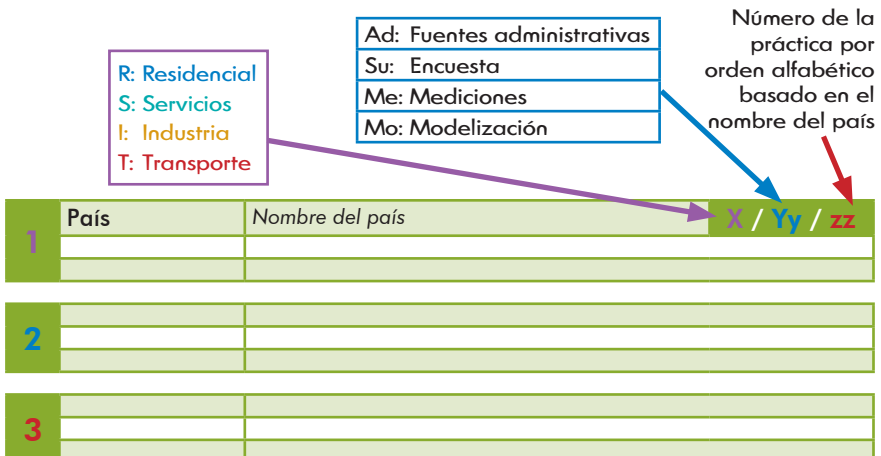 R: Residencial
S: Servicios
I: Industria
T: Transporte
Ad: Fuentes administrativas
Su: Encuesta
Me: Mediciones
Mo: Modelización
Número de la
práctica por
orden alfabético
basado en el
nombre del país
1
País
Nombre del país
X / Yy / zz
2
3